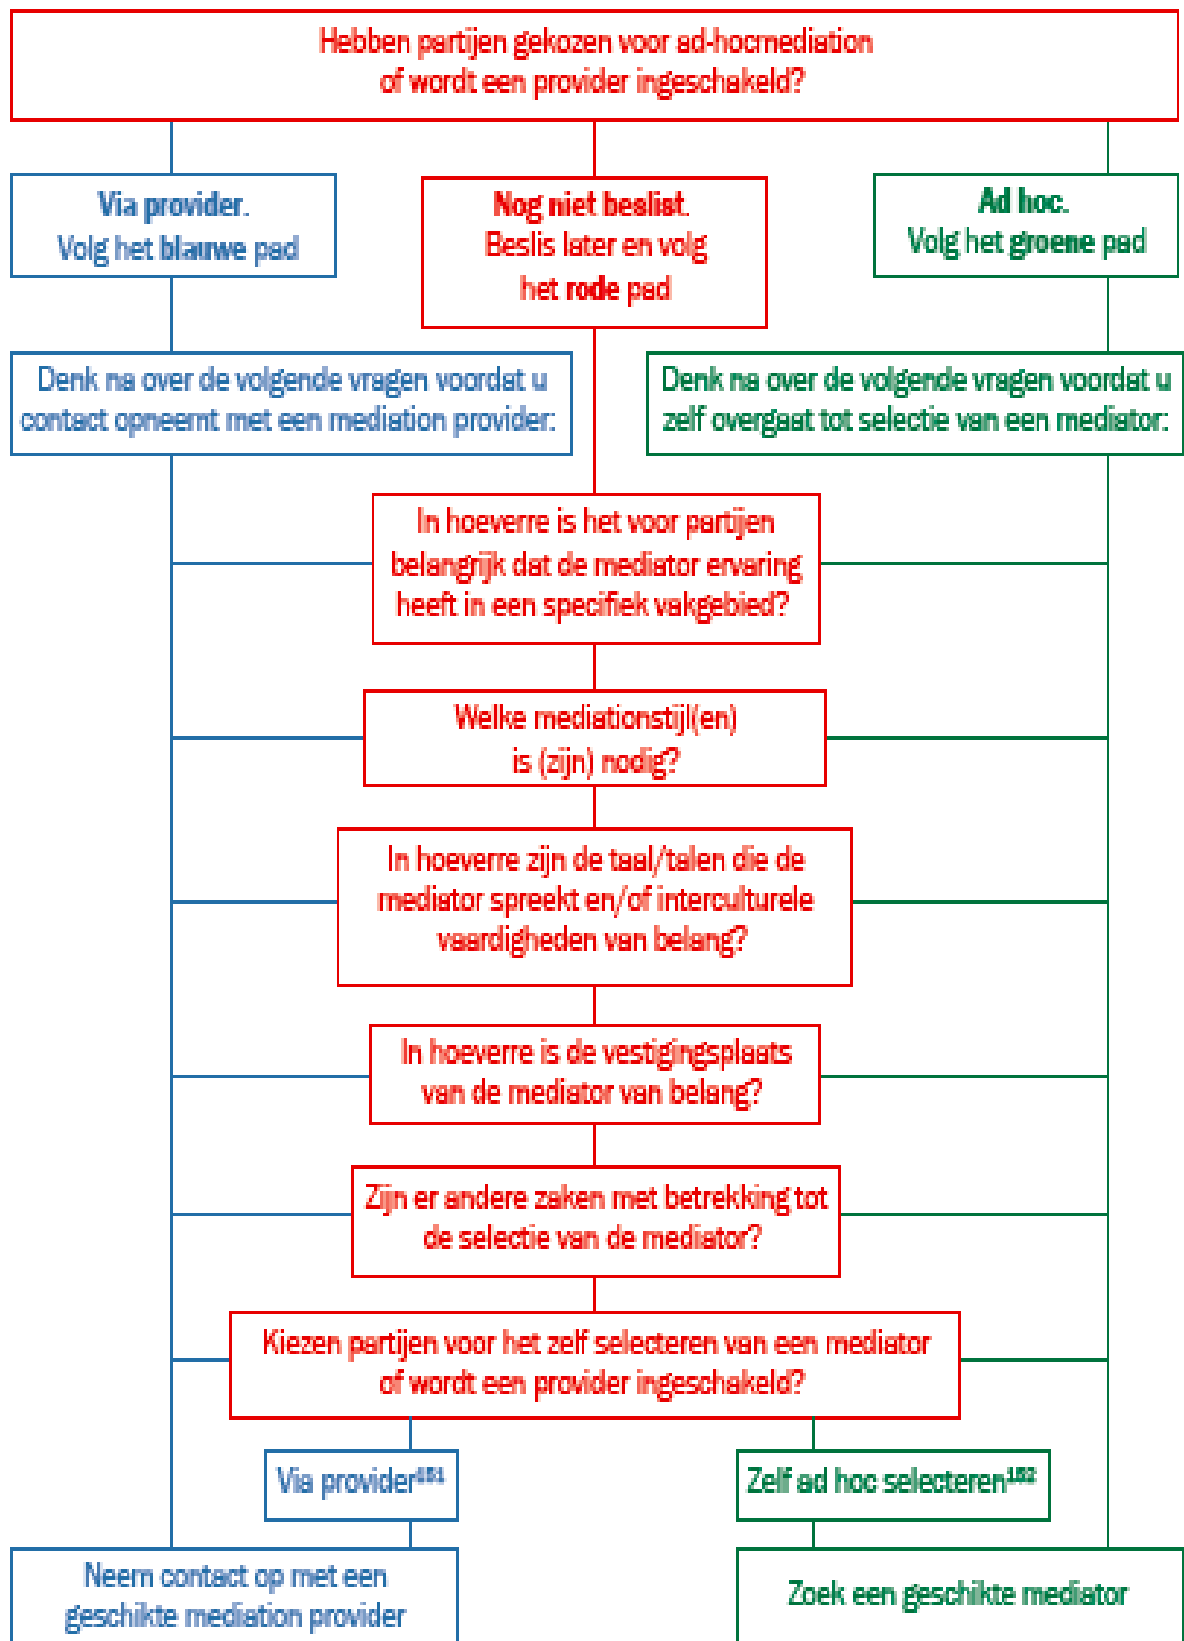 Hebben partijen gekozen voor ad-hocmediation
of wordt een provider ingeschakeld?
Via provider.
Volg het blauwe pad
Nog niet beslist.
Beslis later en volg
het rode pad
Ad hoc.
Volg het groene pad
Denk na over de volgende vragen voordat u
contact opneemt met een mediation provider:
Denk na over de volgende vragen voordat u
zelf overgaat tot selectie van een mediator:
In hoeverre is het voor partijen
belangrijk dat de mediator ervaring
heeft in een specifiek vakgebied?
Welke mediationstijl(en)
is (zijn) nodig?
In hoeverre zijn de taal/talen die de
mediator spreekt en/of interculturele
vaardigheden van belang?
In hoeverre is de vestigingsplaats
van de mediator van belang?
Zijn er andere zaken met betrekking tot
de selectie van de mediator?
Kiezen partijen voor het zelf selecteren van een mediator
of wordt een provider ingeschakeld?
Via provider¹⁵¹
Zelf ad hoc selecteren¹⁵²
Neem contact op met een
geschikte mediation provider
Zoek een geschikte mediator